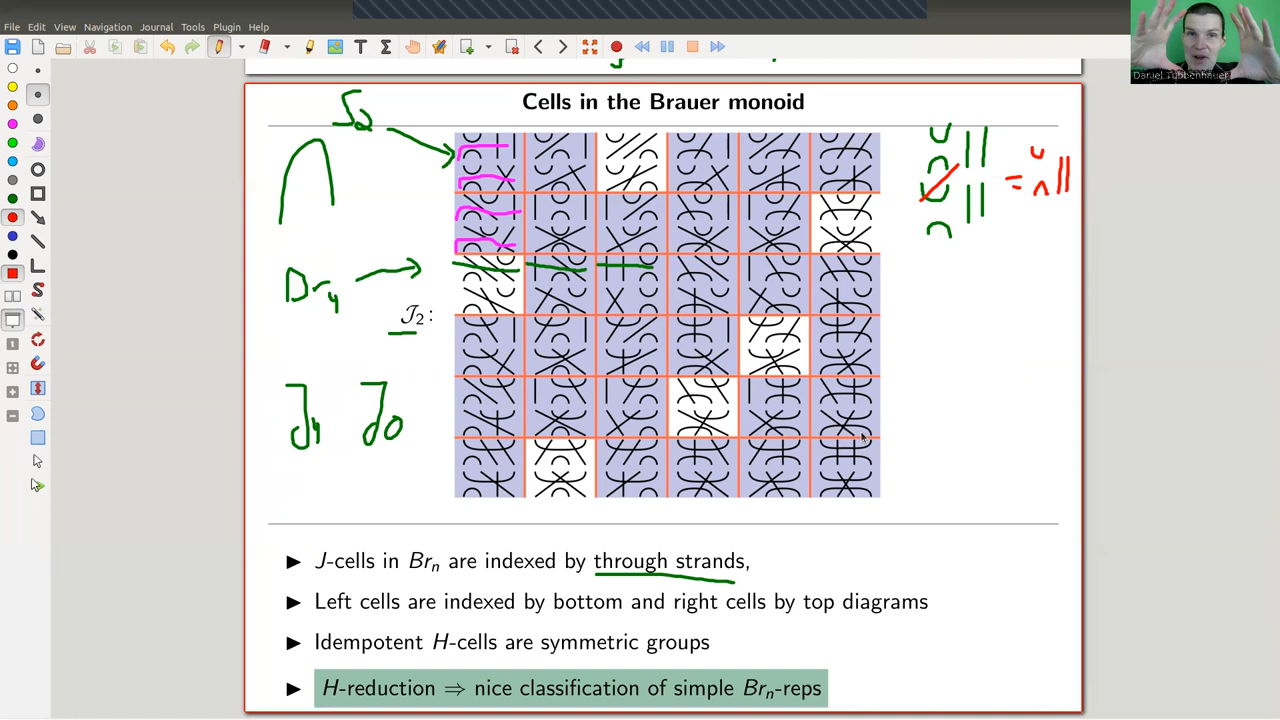 File Edit View Navigation Journal Tools Plugin Help
Daniel Tubbenhauer
Cells in the Brauer monoid
S₂
Br₄
𝒥₂:
J₄ J₀
=
▶ J-cells in Brₙ are indexed by through strands,
▶ Left cells are indexed by bottom and right cells by top diagrams
▶ Idempotent H-cells are symmetric groups
▶ H-reduction ⇒ nice classification of simple Brₙ-reps